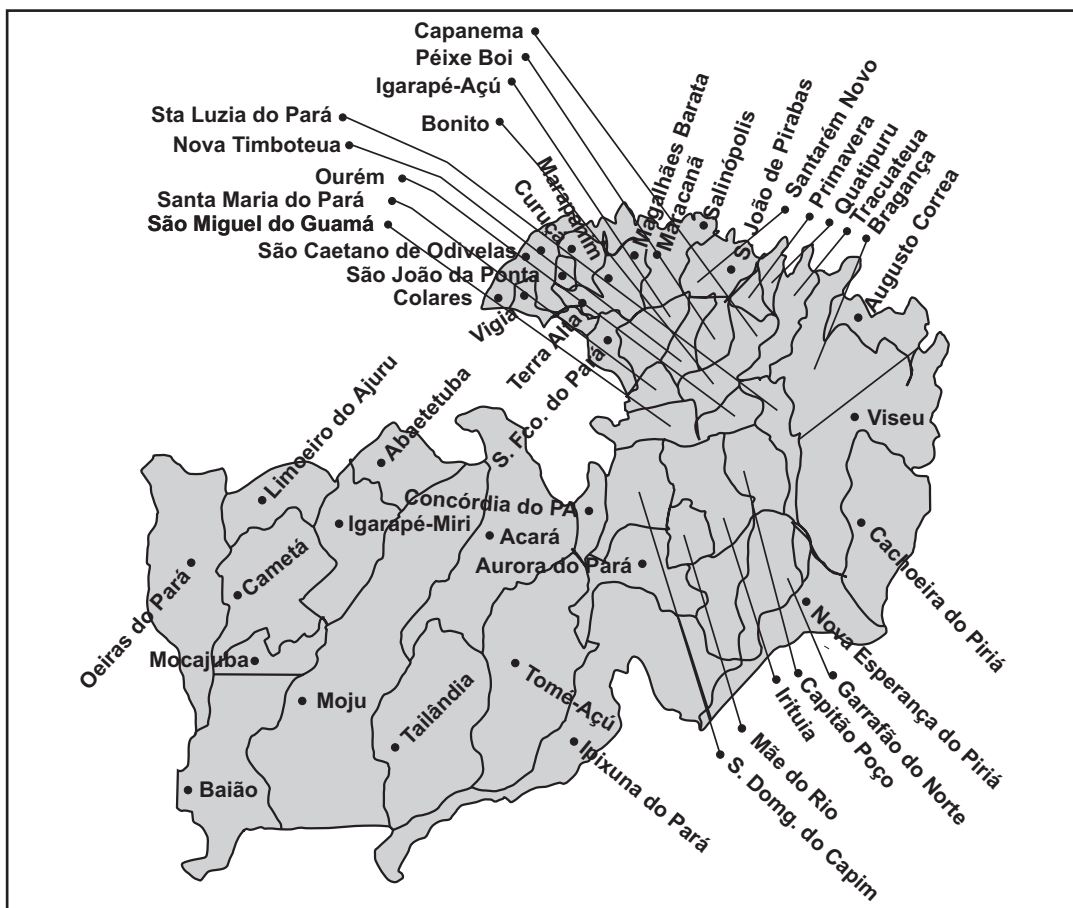 Capanema
Péixe Boi
Igarapé-Açú
Sta Luzia do Pará
Bonito
Nova Timboteua
Ourém
Santa Maria do Pará
São Miguel do Guamá
São Caetano de Odivelas
São João da Ponta
Colares
Vigia
Curuçá
Marapanim
Magalhães Barata
Maracanã
Salinópolis
S. João de Pirabas
Santarém Novo
Primavera
Quatipuru
Tracuateua
Bragança
Augusto Correa
Terra Alta
S. Fco. do Pará
Viseu
Limoeiro do Ajuru
Abaetetuba
Concórdia do PA
Igarapé-Miri
Acará
Aurora do Pará
Cametá
Oeiras do Pará
Mocajuba
Moju
Tailândia
Tomé-Açú
Baião
Ipixuna do Pará
Cachoeira do Piriá
Nova Esperança do Piriá
Garrafão do Norte
Capitão Poço
Irituia
Mãe do Rio
S. Domg. do Capim